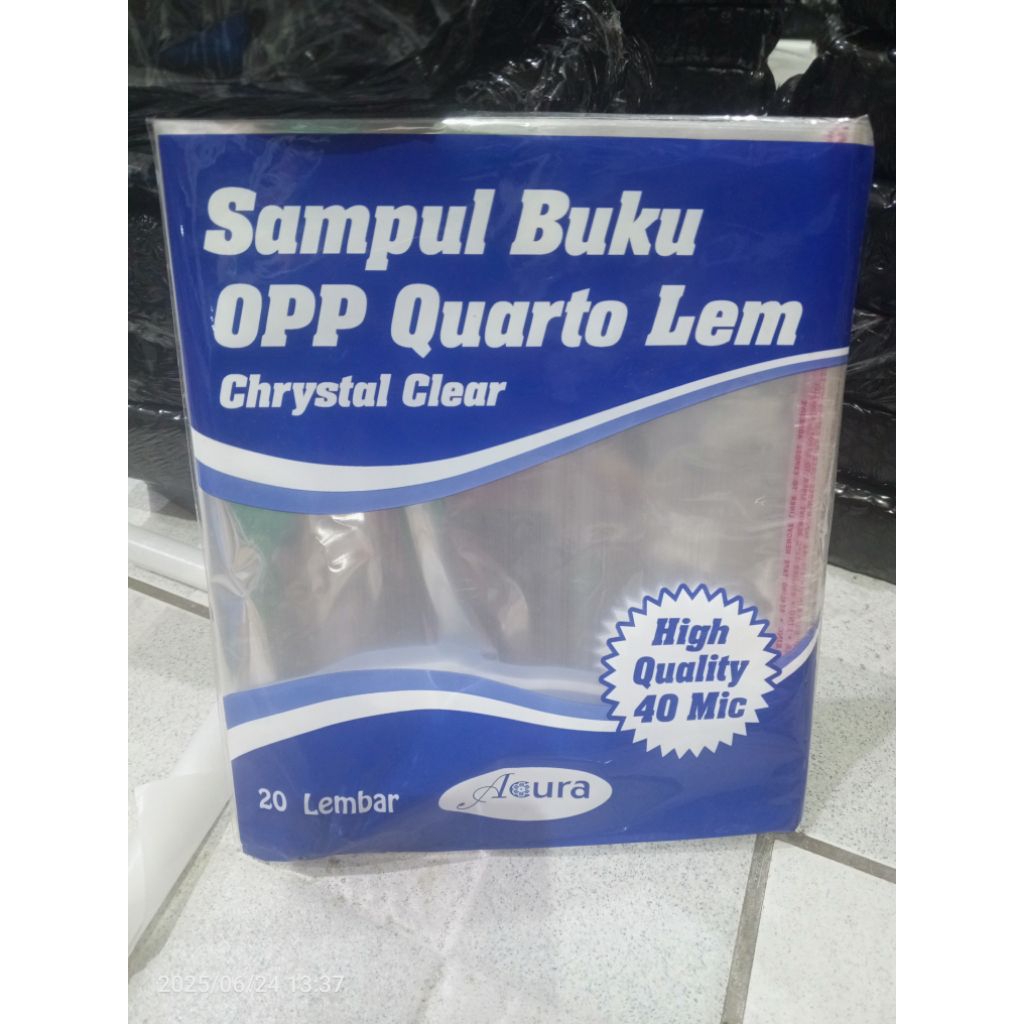 Sampul Buku
OPP Quarto Lem
Chrystal Clear
High
Quality
40 Mic
20 Lembar
Acura
2025/06/24 13:37